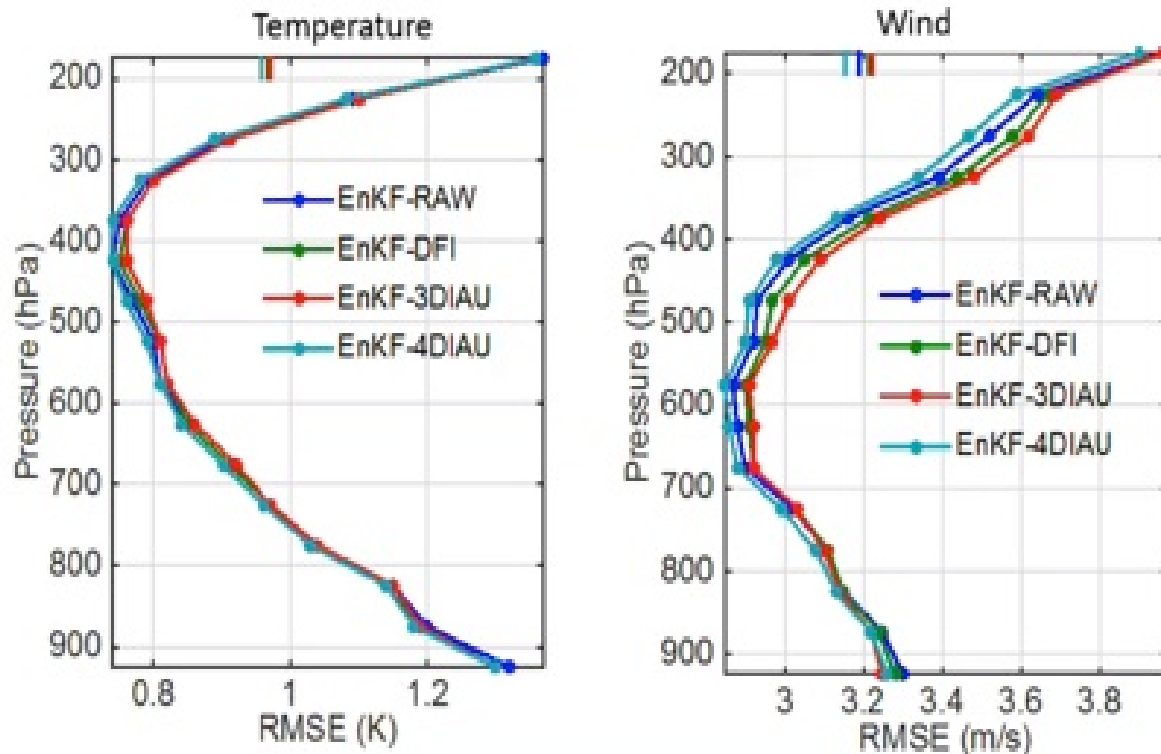 Temperature
200
300
400
500
600
700
800
900
Pressure (hPa)
EnKF-RAW
EnKF-DFI
EnKF-3DIAU
EnKF-4DIAU
0.8
1
1.2
RMSE (K)
Wind
200
300
400
500
600
700
800
900
Pressure (hPa)
EnKF-RAW
EnKF-DFI
EnKF-3DIAU
EnKF-4DIAU
3
3.2
3.4
3.6
3.8
RMSE (m/s)